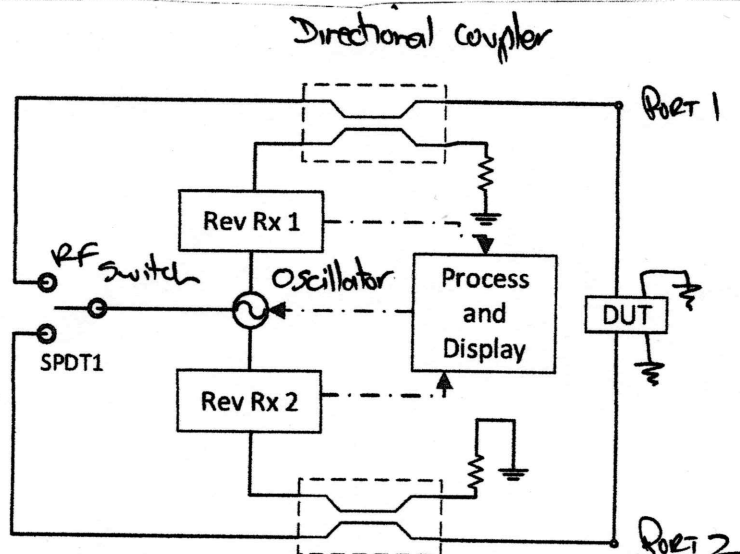 Directional coupler
PORT 1
Rev Rx 1
RF Switch
Oscillator
Process
and
Display
DUT
SPDT1
Rev Rx 2
PORT 2